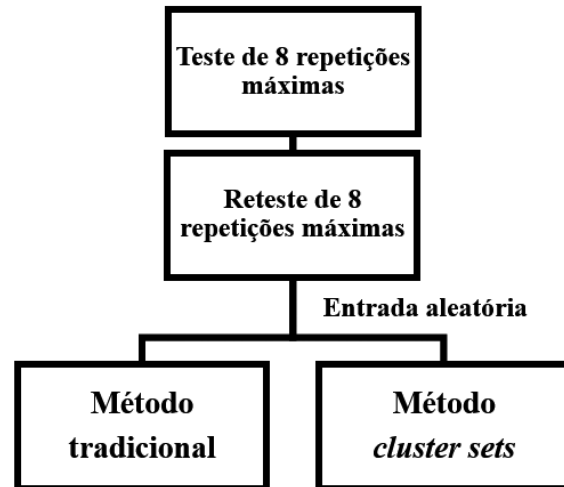 Teste de 8 repetições
máximas
Reteste de 8
repetições máximas
Entrada aleatória
Método
tradicional
Método
cluster sets